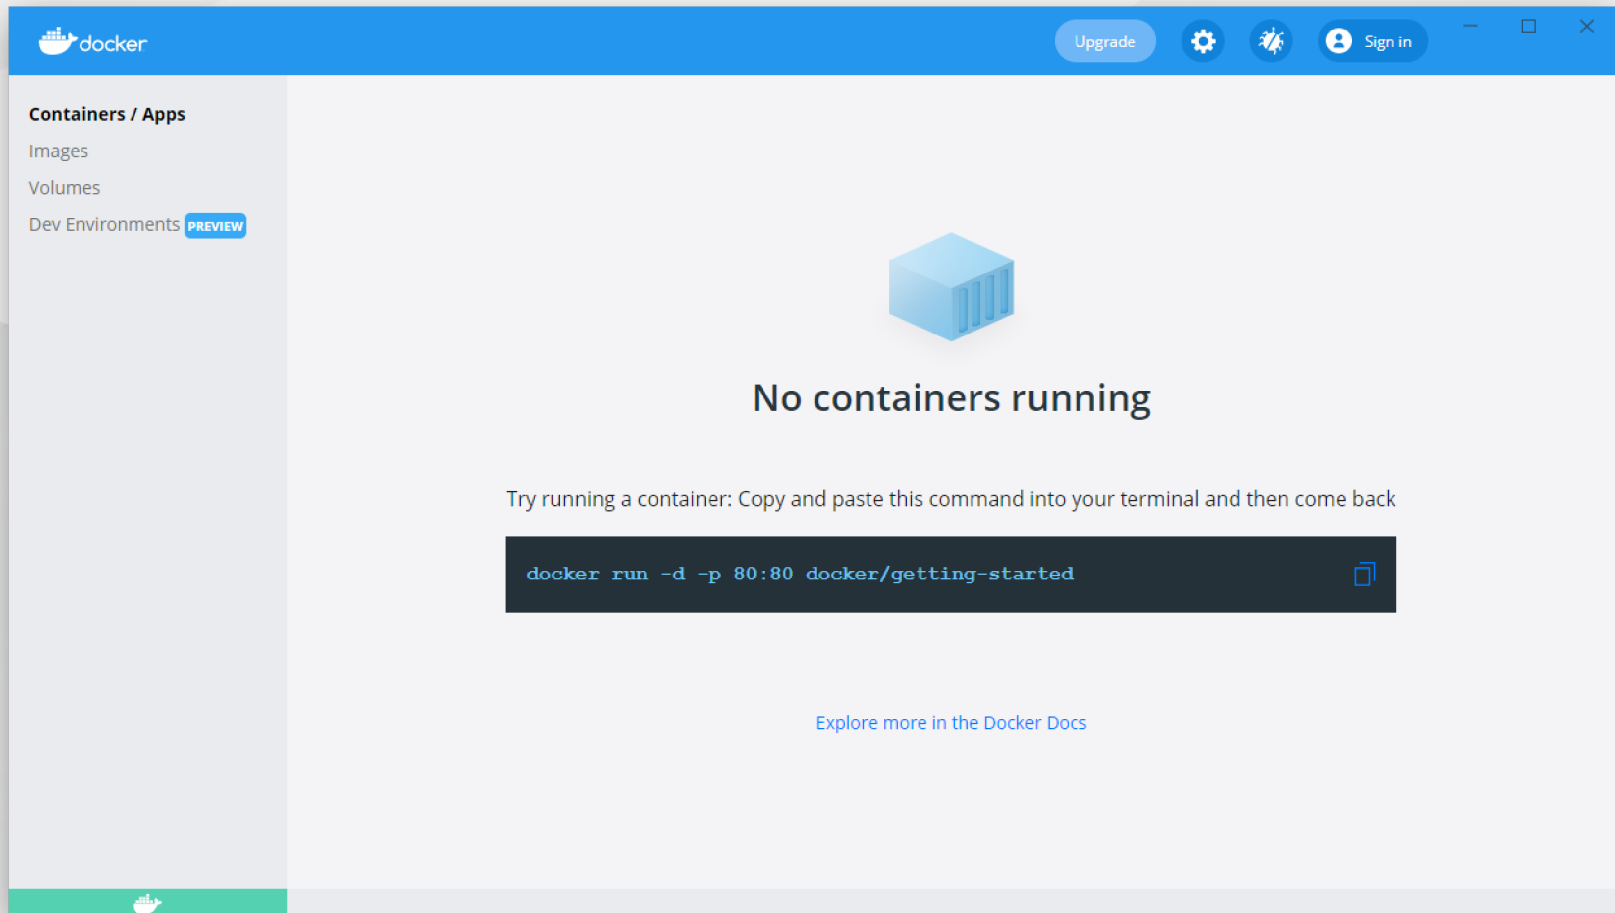 docker
Upgrade
Sign in
Containers / Apps
Images
Volumes
Dev Environments PREVIEW
No containers running
Try running a container: Copy and paste this command into your terminal and then come back
docker run -d -p 80:80 docker/getting-started
Explore more in the Docker Docs